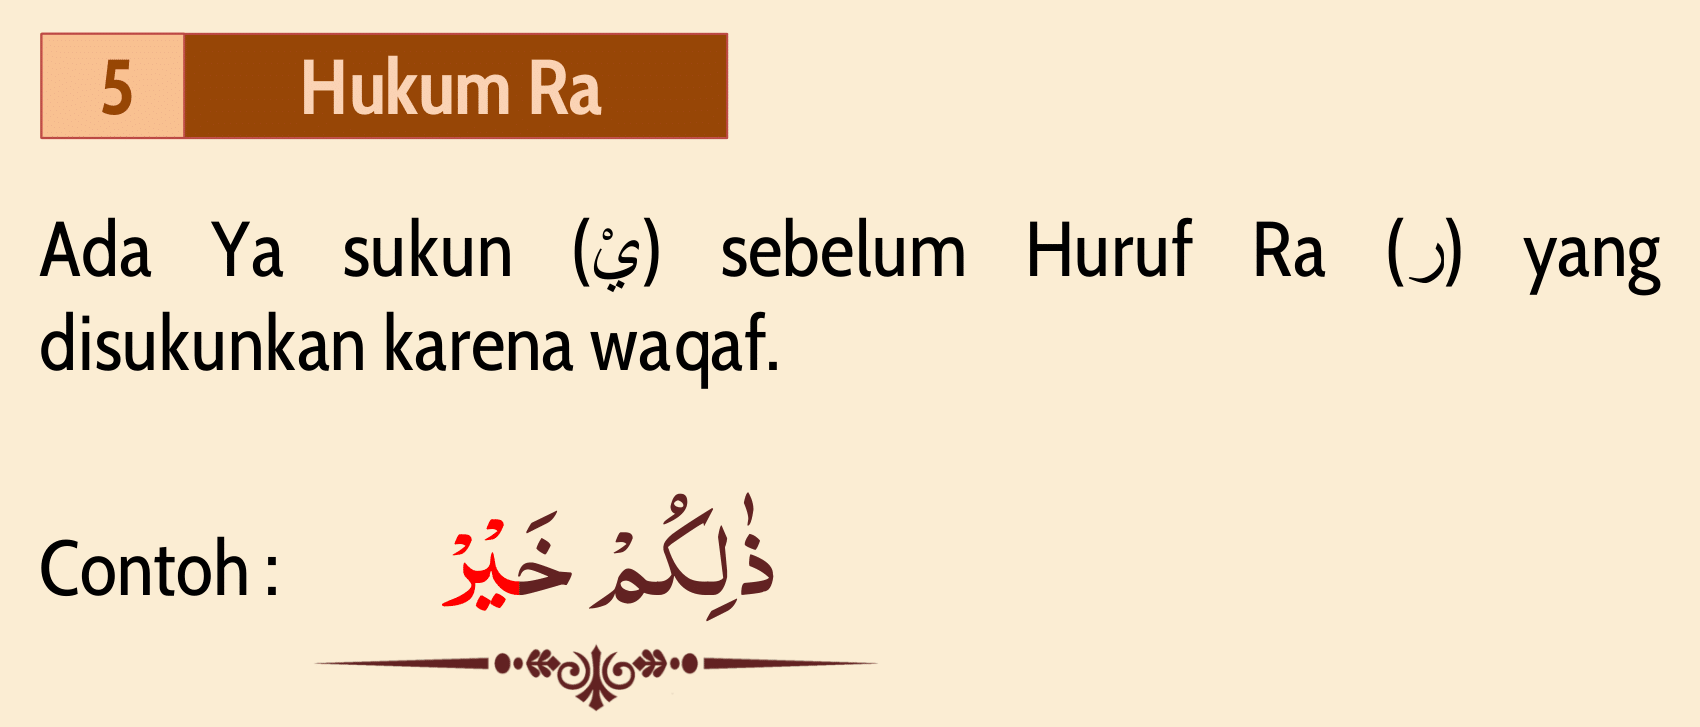 5 Hukum Ra
Ada Ya sukun (يْ) sebelum Huruf Ra (ر) yang
disukunkan karena waqaf.
Contoh : ذٰلِكُمْ خَيْرْ